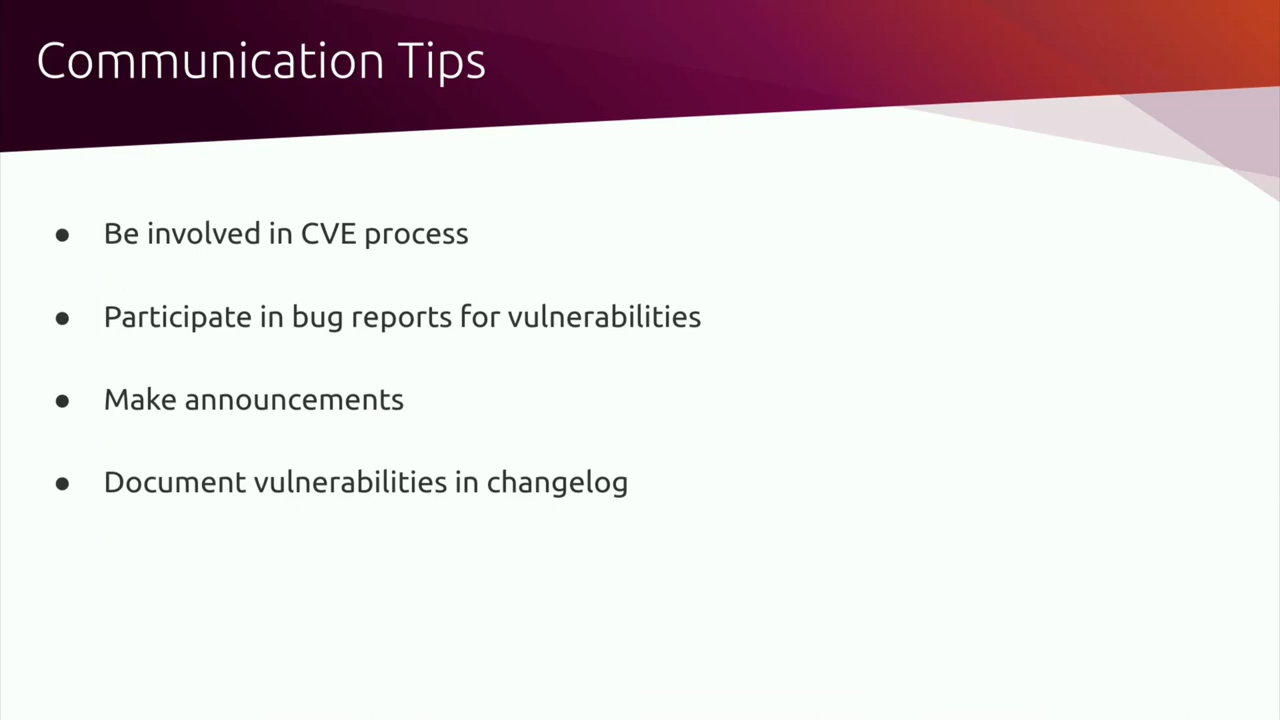 Communication Tips
● Be involved in CVE process
● Participate in bug reports for vulnerabilities
● Make announcements
● Document vulnerabilities in changelog